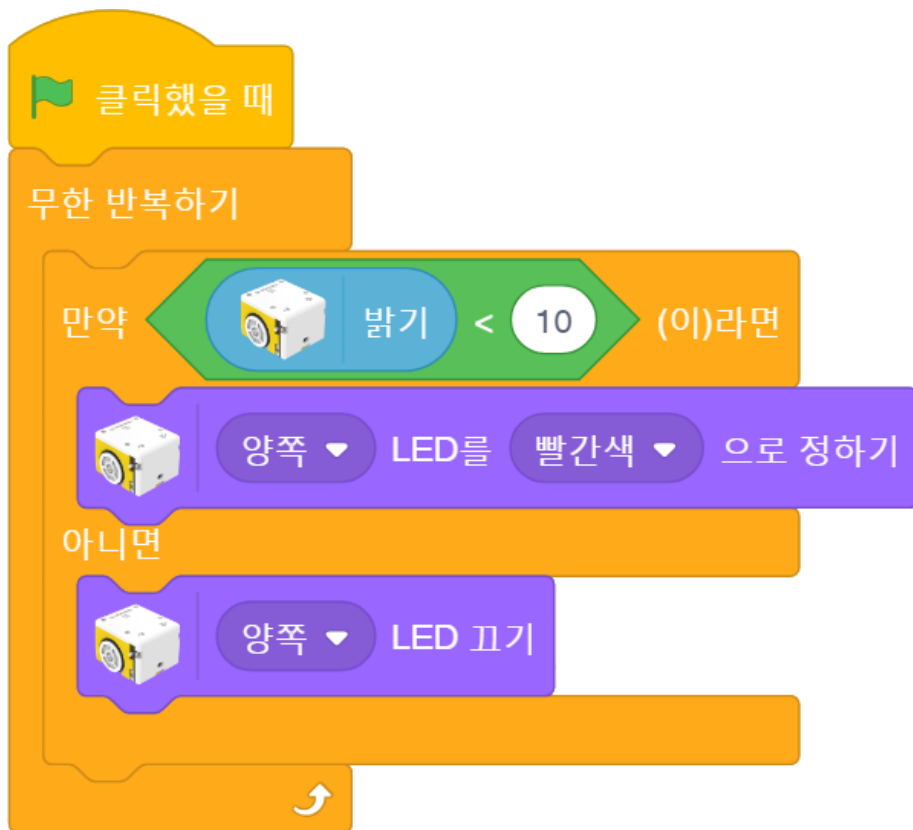 클릭했을 때
무한 반복하기
만약 밝기 < 10 (이)라면
양쪽 LED를 빨간색 으로 정하기
아니면
양쪽 LED 끄기